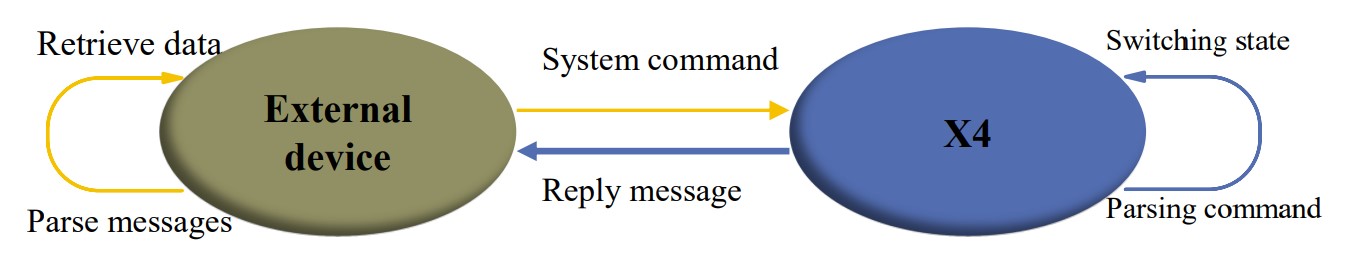 Retrieve data
External
device
Parse messages
System command
Reply message
X4
Switching state
Parsing command